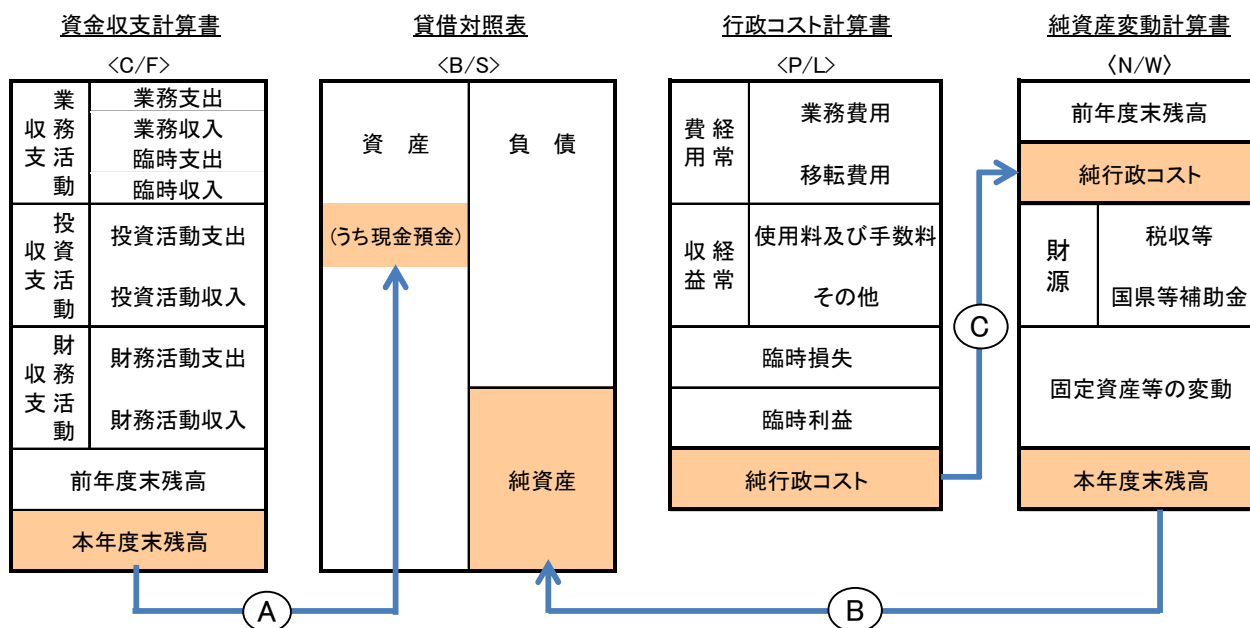 資金収支計算書
<C/F>
業務活動収支
業務支出
業務収入
臨時支出
臨時収入
投資活動収支
投資活動支出
投資活動収入
財務活動収支
財務活動支出
財務活動収入
前年度末残高
本年度末残高
貸借対照表
<B/S>
資 産
(うち現金預金)
負 債
純資産
行政コスト計算書
<P/L>
経常費用
業務費用
移転費用
経常収益
使用料及び手数料
その他
臨時損失
臨時利益
純行政コスト
純資産変動計算書
〈N/W〉
前年度末残高
純行政コスト
財源
税収等
国県等補助金
固定資産等の変動
本年度末残高
A
B
C